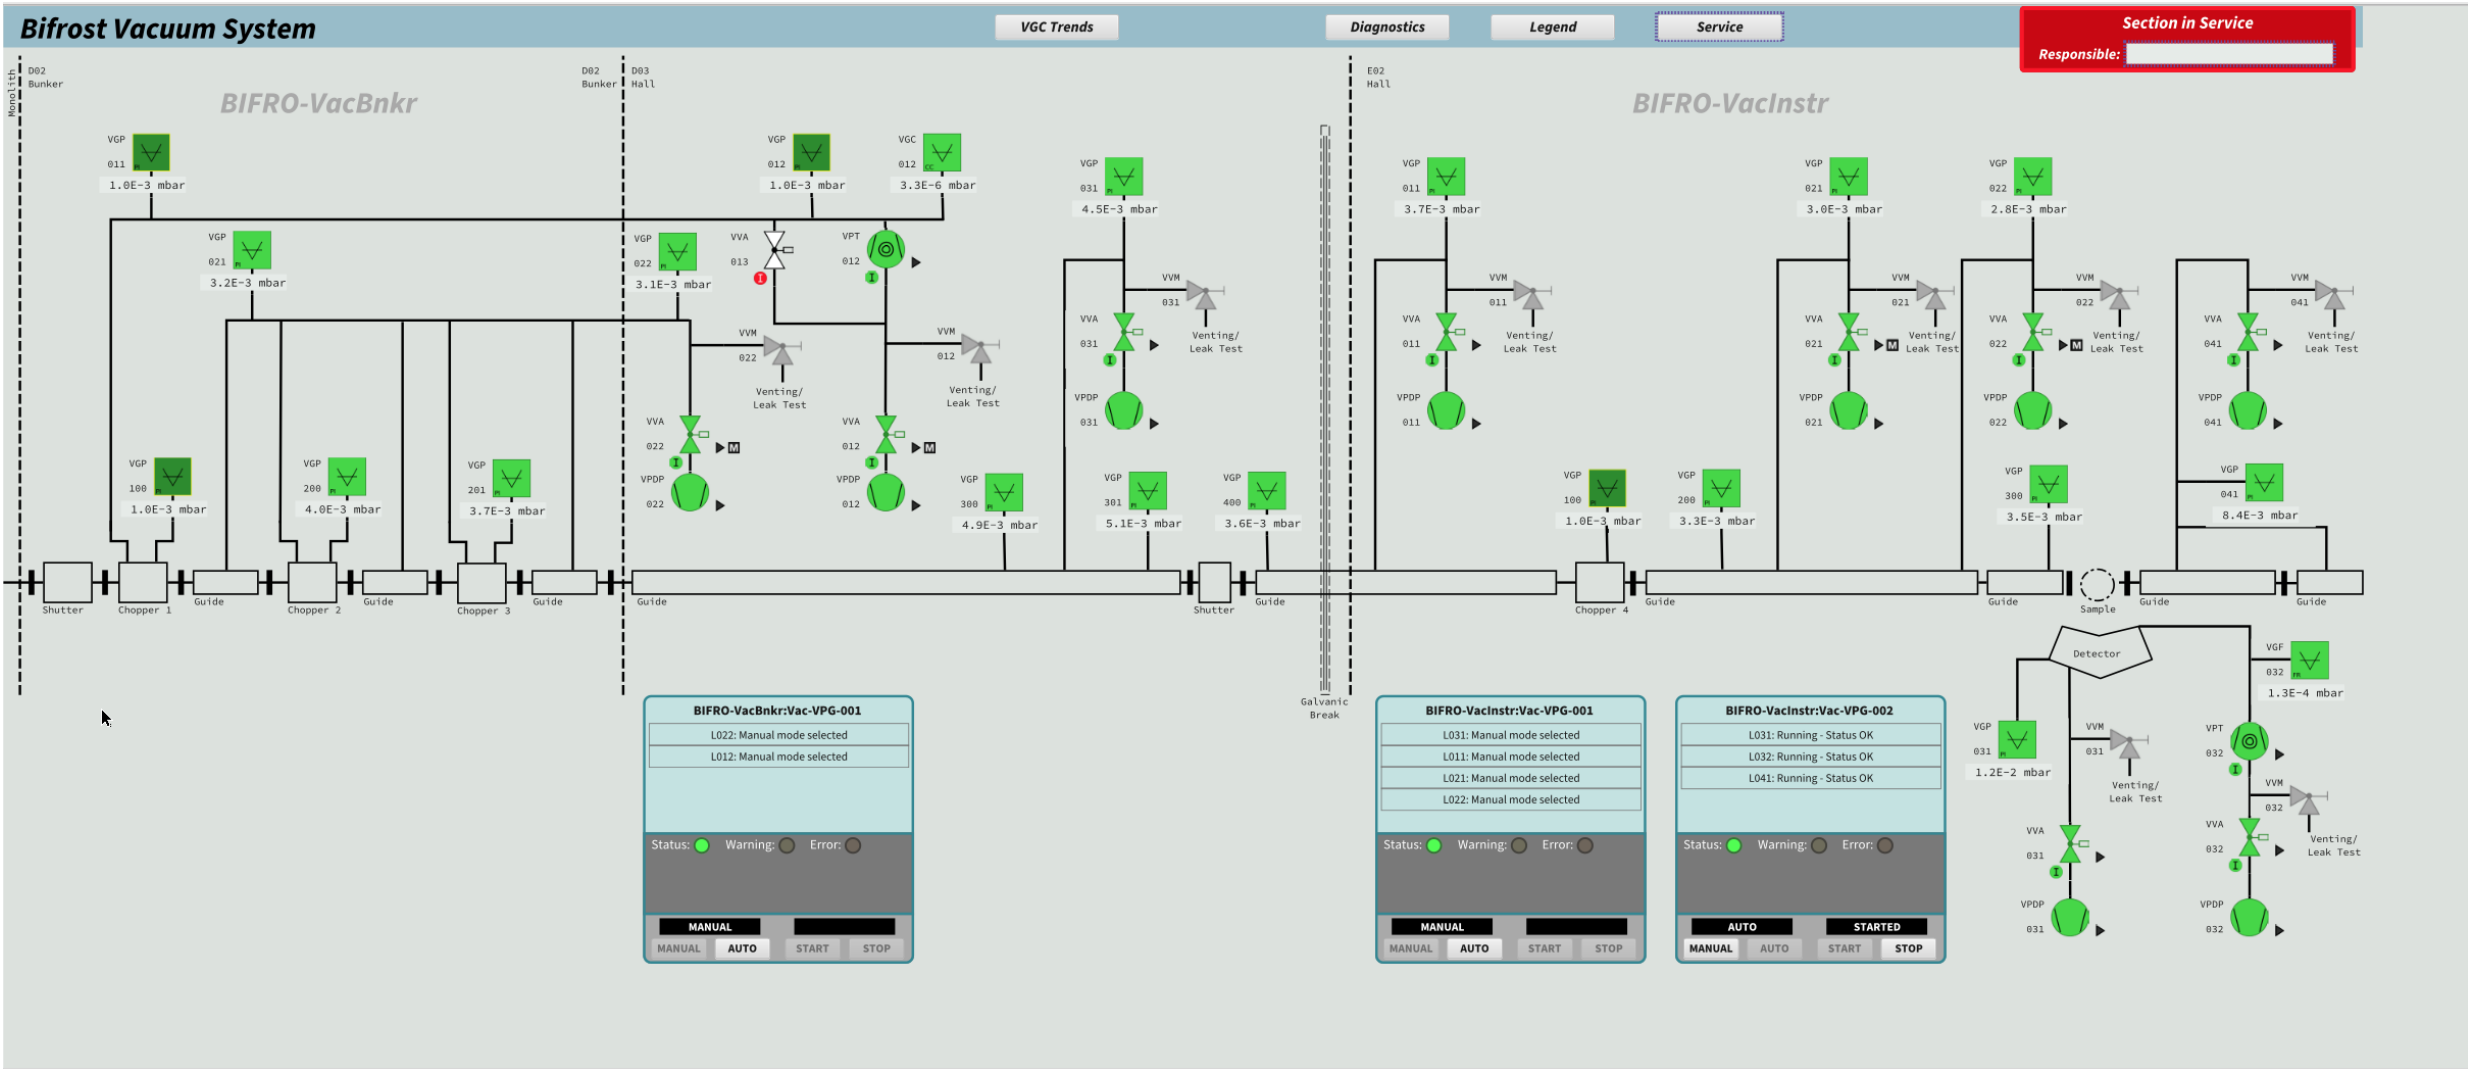 Bifrost Vacuum System
VGC Trends
Diagnostics
Legend
Service
Section in Service
Responsible:
Monolith
D02
Bunker
D02
Bunker
D03
Hall
E02
Hall
BIFRO-VacBnkr
BIFRO-VacInstr
VGP
011
1.0E-3 mbar
VGP
012
1.0E-3 mbar
VGC
012
3.3E-6 mbar
VGP
031
4.5E-3 mbar
VGP
011
3.7E-3 mbar
VGP
021
3.0E-3 mbar
VGP
022
2.8E-3 mbar
VGP
021
3.2E-3 mbar
VGP
022
3.1E-3 mbar
VVA
013
VPT
012
VVM
022
Venting/
Leak Test
VVM
012
Venting/
Leak Test
VVM
031
Venting/
Leak Test
VVA
031
VPDP
031
VVM
011
Venting/
Leak Test
VVA
011
VPDP
011
VVM
021
Venting/
Leak Test
VVA
021
M
VPDP
021
VVM
022
Venting/
Leak Test
VVA
022
M
VPDP
022
VVM
041
Venting/
Leak Test
VVA
041
VPDP
041
VVA
022
M
VPDP
022
VVA
012
M
VPDP
012
VGP
100
1.0E-3 mbar
VGP
200
4.0E-3 mbar
VGP
201
3.7E-3 mbar
VGP
300
4.9E-3 mbar
VGP
301
5.1E-3 mbar
VGP
400
3.6E-3 mbar
VGP
100
1.0E-3 mbar
VGP
200
3.3E-3 mbar
VGP
300
3.5E-3 mbar
VGP
041
8.4E-3 mbar
Shutter
Chopper 1
Guide
Chopper 2
Guide
Chopper 3
Guide
Guide
Shutter
Guide
Chopper 4
Guide
Guide
Sample
Guide
Guide
Galvanic
Break
Detector
VGF
032
1.3E-4 mbar
VGP
031
1.2E-2 mbar
VVM
031
Venting/
Leak Test
VPT
032
VVM
032
Venting/
Leak Test
VVA
031
VVA
032
VPDP
031
VPDP
032
BIFRO-VacBnkr:Vac-VPG-001
L022: Manual mode selected
L012: Manual mode selected
Status: Warning: Error:
MANUAL
MANUAL AUTO START STOP
BIFRO-VacInstr:Vac-VPG-001
L031: Manual mode selected
L011: Manual mode selected
L021: Manual mode selected
L022: Manual mode selected
Status: Warning: Error:
MANUAL
MANUAL AUTO START STOP
BIFRO-VacInstr:Vac-VPG-002
L031: Running - Status OK
L032: Running - Status OK
L041: Running - Status OK
Status: Warning: Error:
AUTO STARTED
MANUAL AUTO START STOP